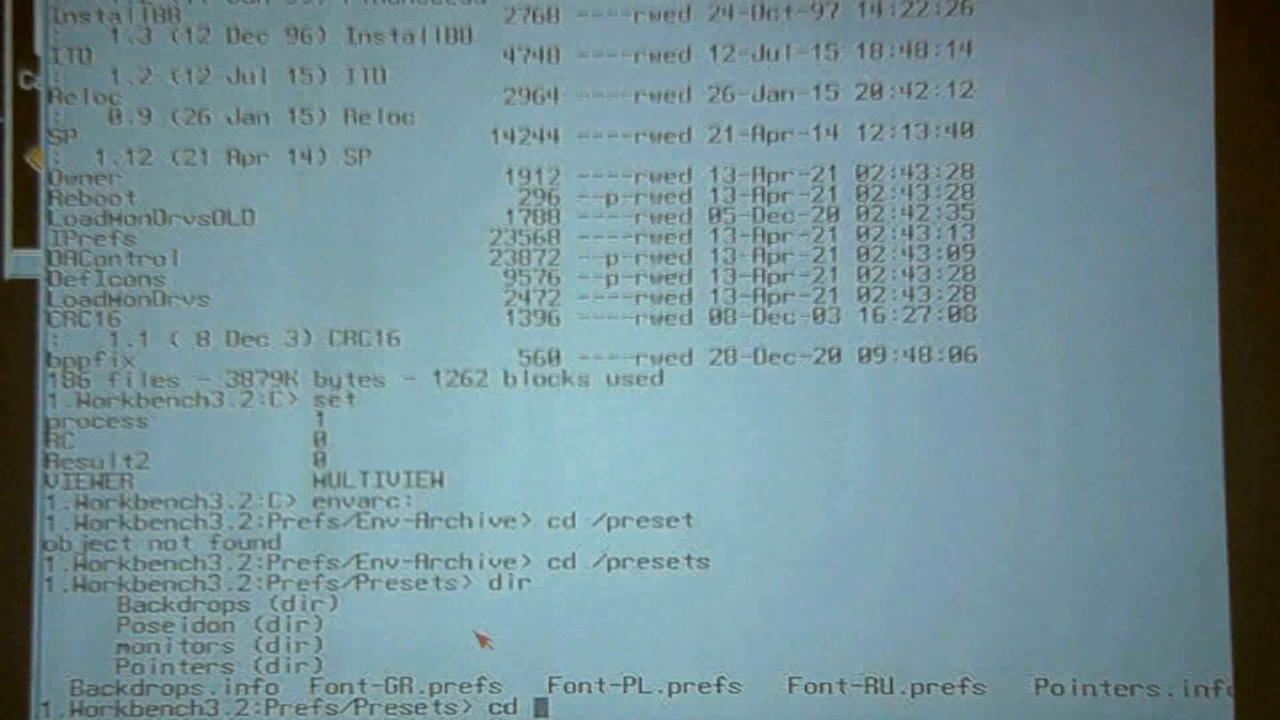 InstallBB 2768 ----rwed 24-Oct-97 14:22:26
: 1.3 (12 Dec 96) InstallBB
ITD 4740 ----rwed 12-Jul-15 18:48:14
: 1.2 (12 Jul 15) ITD
Reloc 2964 ----rwed 26-Jan-15 20:42:12
: 0.9 (26 Jan 15) Reloc
SP 14244 ----rwed 21-Apr-14 12:13:40
: 1.12 (21 Apr 14) SP
Owner 1912 ----rwed 13-Apr-21 02:43:28
Reboot 296 --p-rwed 13-Apr-21 02:43:28
LoadMonDrvsOLD 1788 ----rwed 05-Dec-20 02:42:35
IPrefs 23568 ----rwed 13-Apr-21 02:43:13
DAControl 23872 --p-rwed 13-Apr-21 02:43:09
DefIcons 9576 --p-rwed 13-Apr-21 02:43:28
LoadMonDrvs 2472 ----rwed 13-Apr-21 02:43:28
CRC16 1396 ----rwed 08-Dec-03 16:27:08
: 1.1 ( 8 Dec 3) CRC16
bppfix 560 ----rwed 28-Dec-20 09:48:06
186 files - 3879K bytes - 1262 blocks used
1.Workbench3.2:C> set
process 1
RC 0
Result2 0
VIEWER MULTIVIEW
1.Workbench3.2:C> envarc:
1.Workbench3.2:Prefs/Env-Archive> cd /preset
object not found
1.Workbench3.2:Prefs/Env-Archive> cd /presets
1.Workbench3.2:Prefs/Presets> dir
Backdrops (dir)
Poseidon (dir)
monitors (dir)
Pointers (dir)
Backdrops.info Font-GR.prefs Font-PL.prefs Font-RU.prefs Pointers.info
1.Workbench3.2:Prefs/Presets> cd